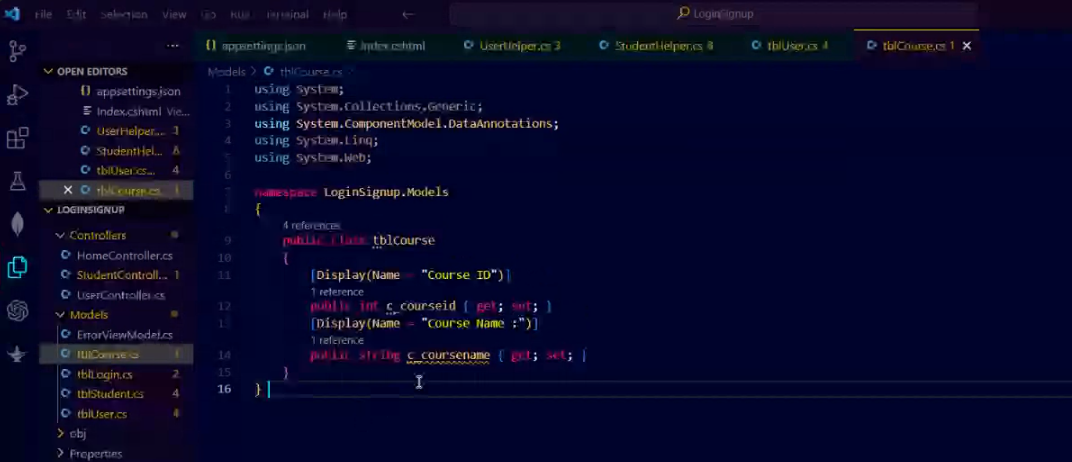 File Edit Selection View Go Run Terminal Help
LoginSignup
appsettings.json Index.cshtml UserHelper.cs 3 StudentHelper.cs 8 tblUser.cs 4 tblCourse.cs 1
OPEN EDITORS
appsettings.json
Index.cshtml Vie...
UserHelper.... 3
StudentHel... 8
tblUser.cs... 4
tblCourse.cs... 1
LOGINSIGNUP
Controllers
HomeController.cs
StudentControll... 1
UserController.cs
Models
ErrorViewModel.cs
tblCourse.cs 1
tblLogin.cs 2
tblStudent.cs 4
tblUser.cs 4
obj
Properties
Models > tblCourse.cs
1 using System;
2 using System.Collections.Generic;
3 using System.ComponentModel.DataAnnotations;
4 using System.Linq;
5 using System.Web;
6
7 namespace LoginSignup.Models
8 {
4 references
9 public class tblCourse
10 {
11 [Display(Name = "Course ID")]
1 reference
12 public int c_courseid { get; set; }
13 [Display(Name = "Course Name :")]
1 reference
14 public string c_coursename { get; set; }
15 }
16 }